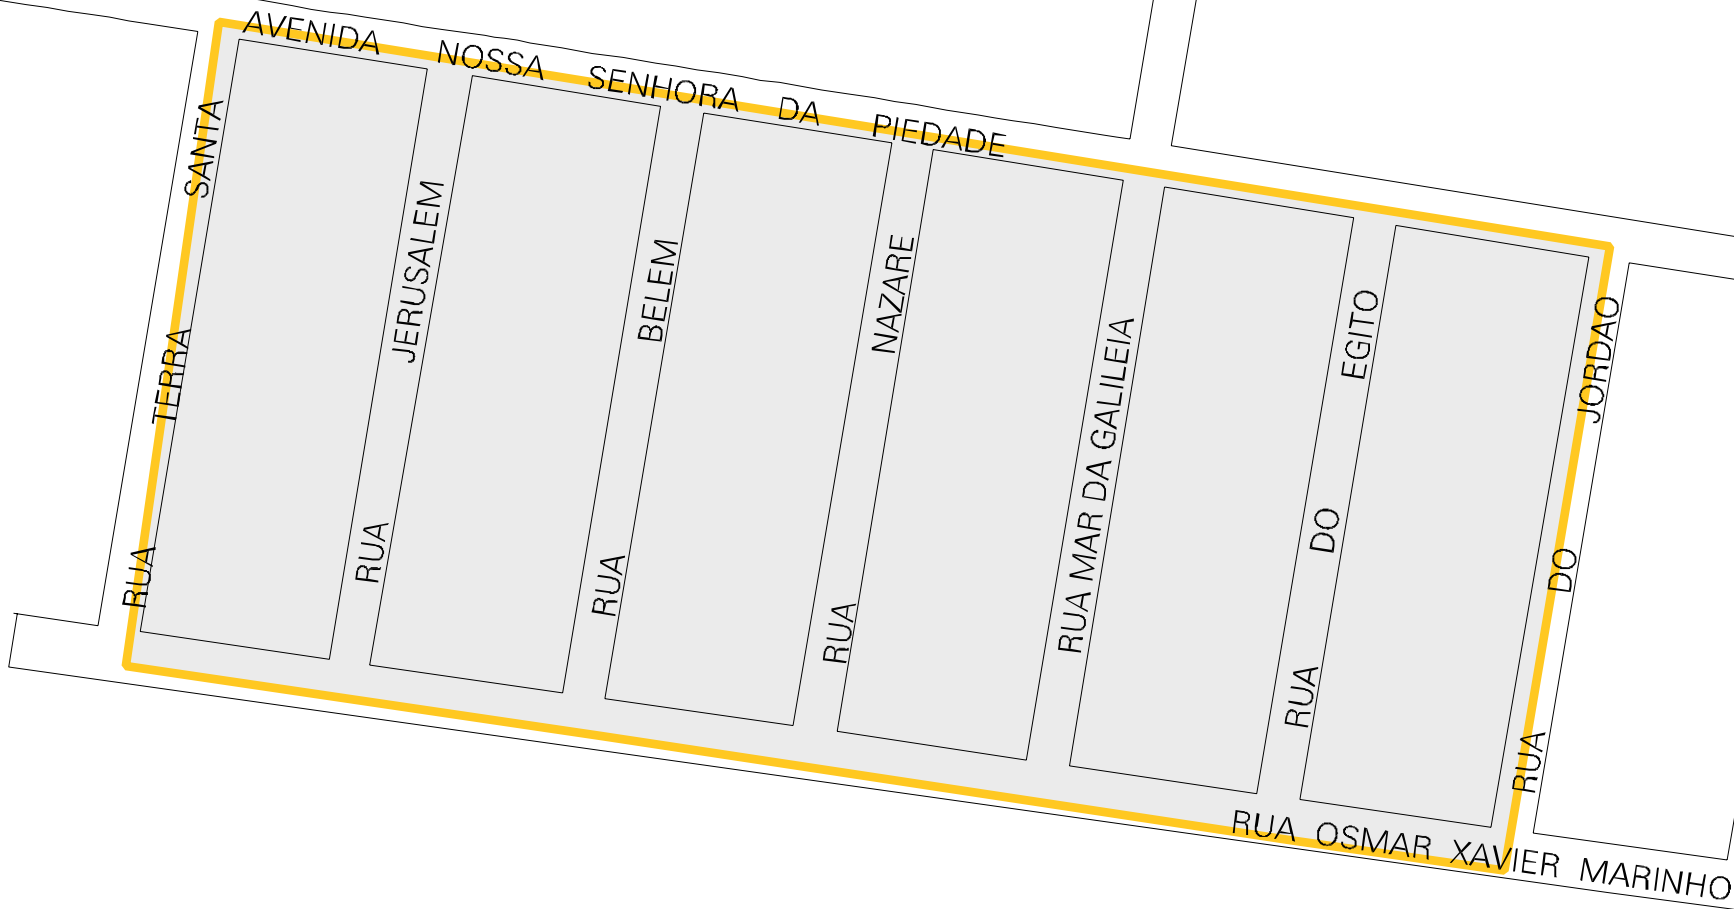 AVENIDA NOSSA SENHORA DA PIEDADE
RUA TERRA SANTA
RUA JERUSALEM
RUA BELEM
RUA NAZARE
RUA MAR DA GALILEIA
RUA DO EGITO
RUA DO JORDAO
RUA OSMAR XAVIER MARINHO